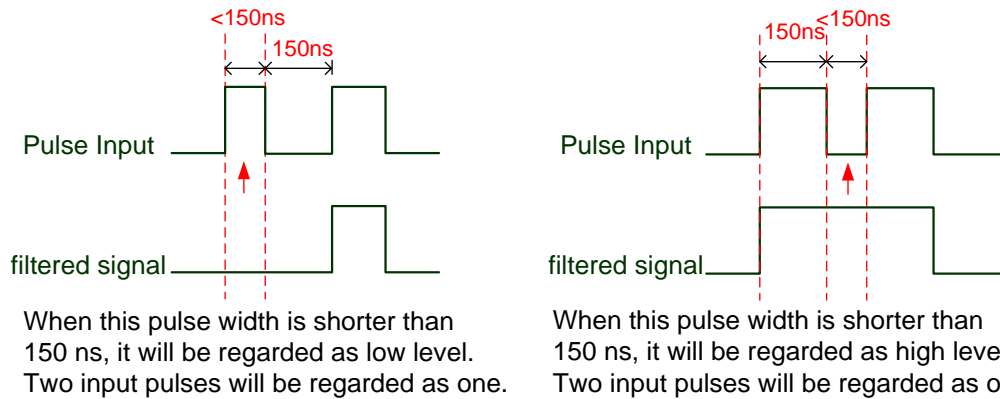 <150ns
150ns
Pulse Input
filtered signal
When this pulse width is shorter than
150 ns, it will be regarded as low level.
Two input pulses will be regarded as one.
<150ns
150ns
Pulse Input
filtered signal
When this pulse width is shorter than
150 ns, it will be regarded as high leve
Two input pulses will be regarded as o